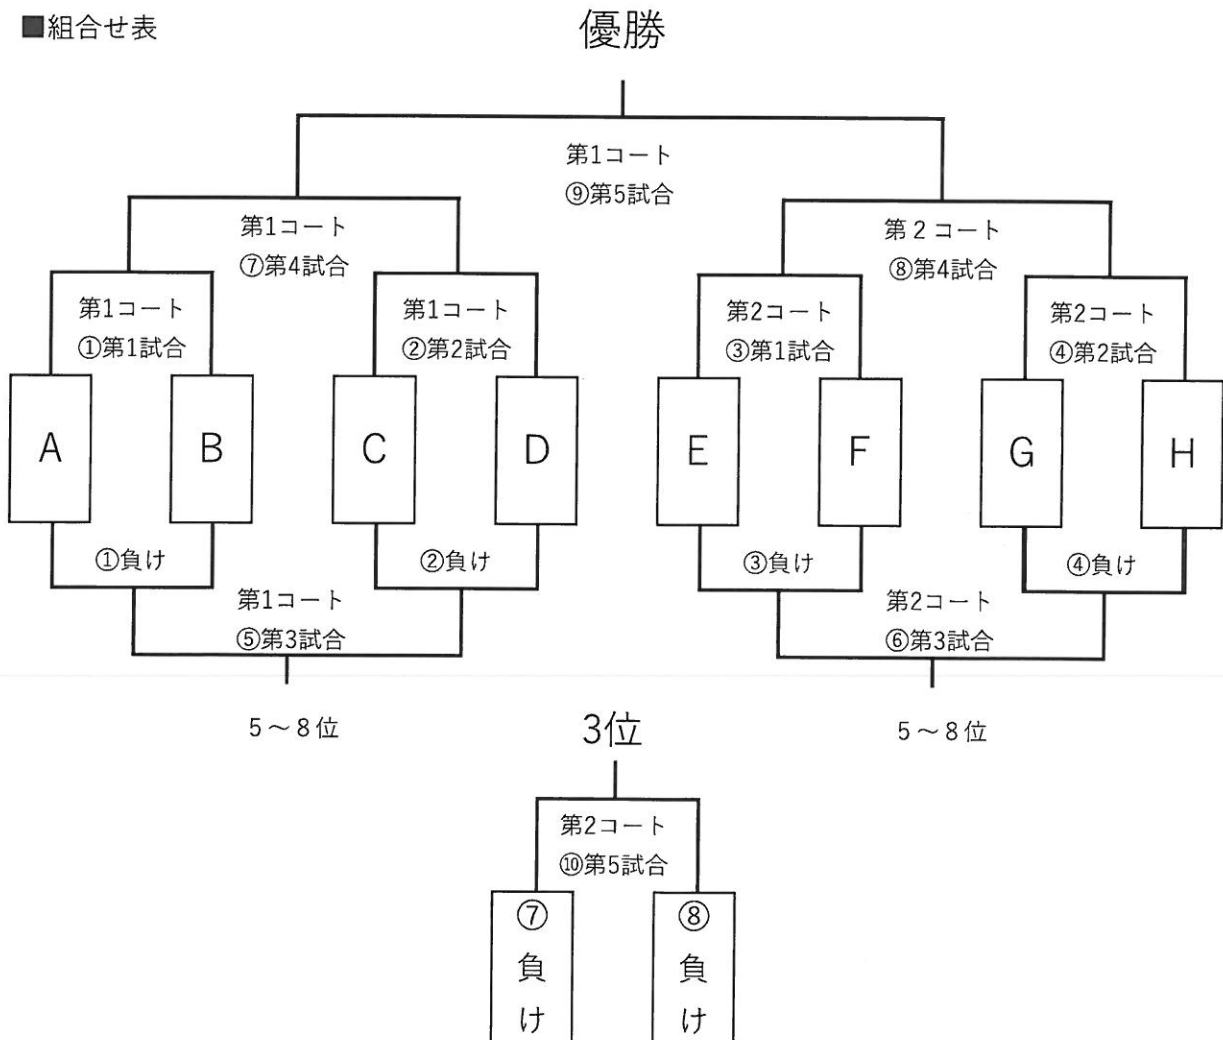 ■組合せ表
優勝
第1コート
⑨第5試合
第1コート
⑦第4試合
第２コート
⑧第4試合
第1コート
①第1試合
第1コート
②第2試合
第2コート
③第1試合
第2コート
④第2試合
A
B
C
D
E
F
G
H
①負け
②負け
③負け
④負け
第1コート
⑤第3試合
第2コート
⑥第3試合
5～8位
3位
5～8位
第2コート
⑩第5試合
⑦負け
⑧負け